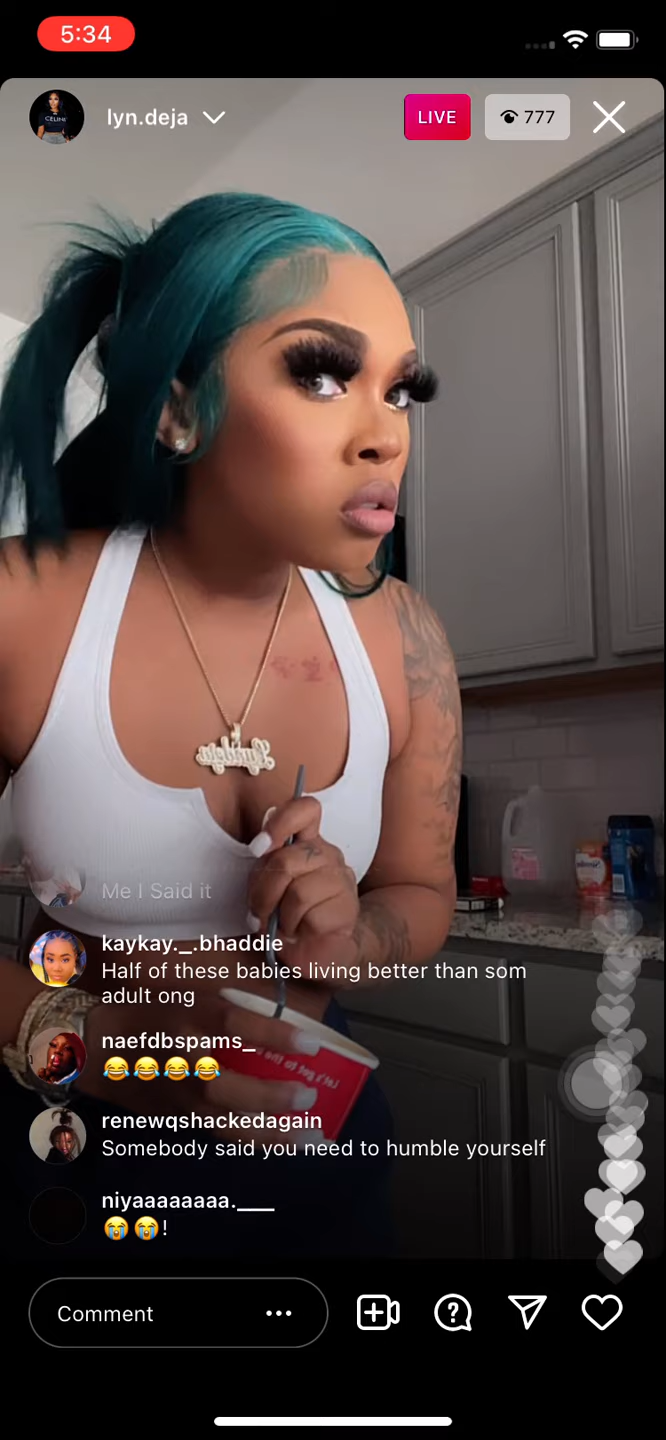 5:34
lyn.deja
LIVE
777
Me I Said it
kaykay._.bhaddie
Half of these babies living better than som
adult ong
naefdbspams_
😂😂😂😂
renewqshackedagain
Somebody said you need to humble yourself
niyaaaaaaaa.____
😭😭!
Comment